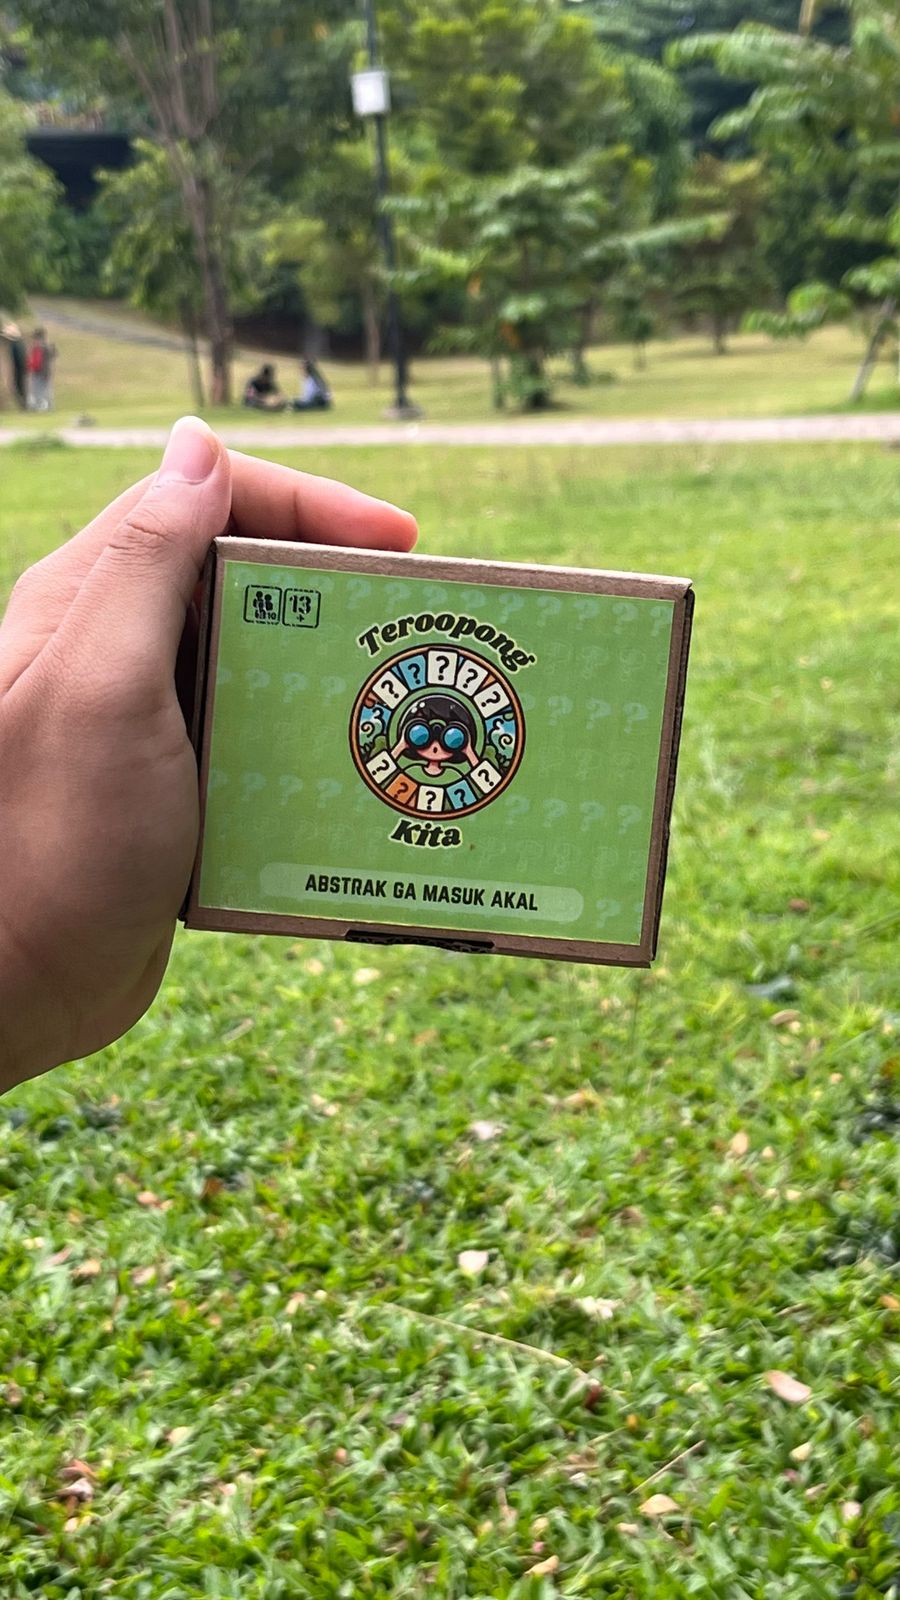 13
+
Teroopong
Kita
ABSTRAK GA MASUK AKAL